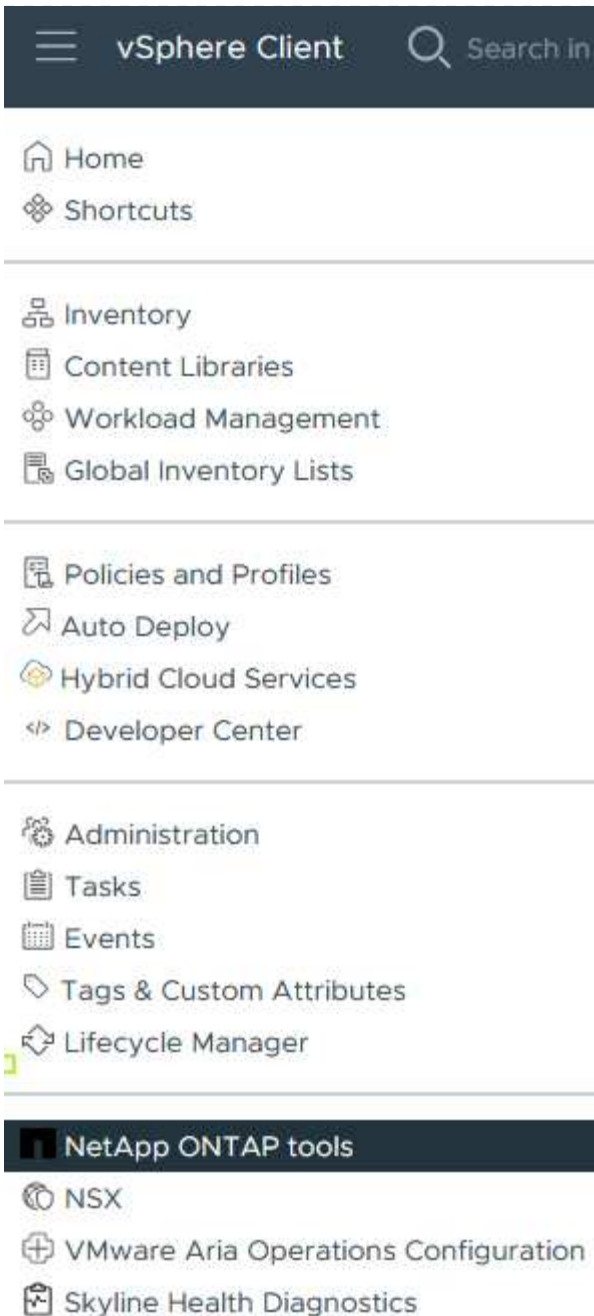 vSphere Client Search in
Home
Shortcuts
Inventory
Content Libraries
Workload Management
Global Inventory Lists
Policies and Profiles
Auto Deploy
Hybrid Cloud Services
Developer Center
Administration
Tasks
Events
Tags & Custom Attributes
Lifecycle Manager
NetApp ONTAP tools
NSX
VMware Aria Operations Configuration
Skyline Health Diagnostics